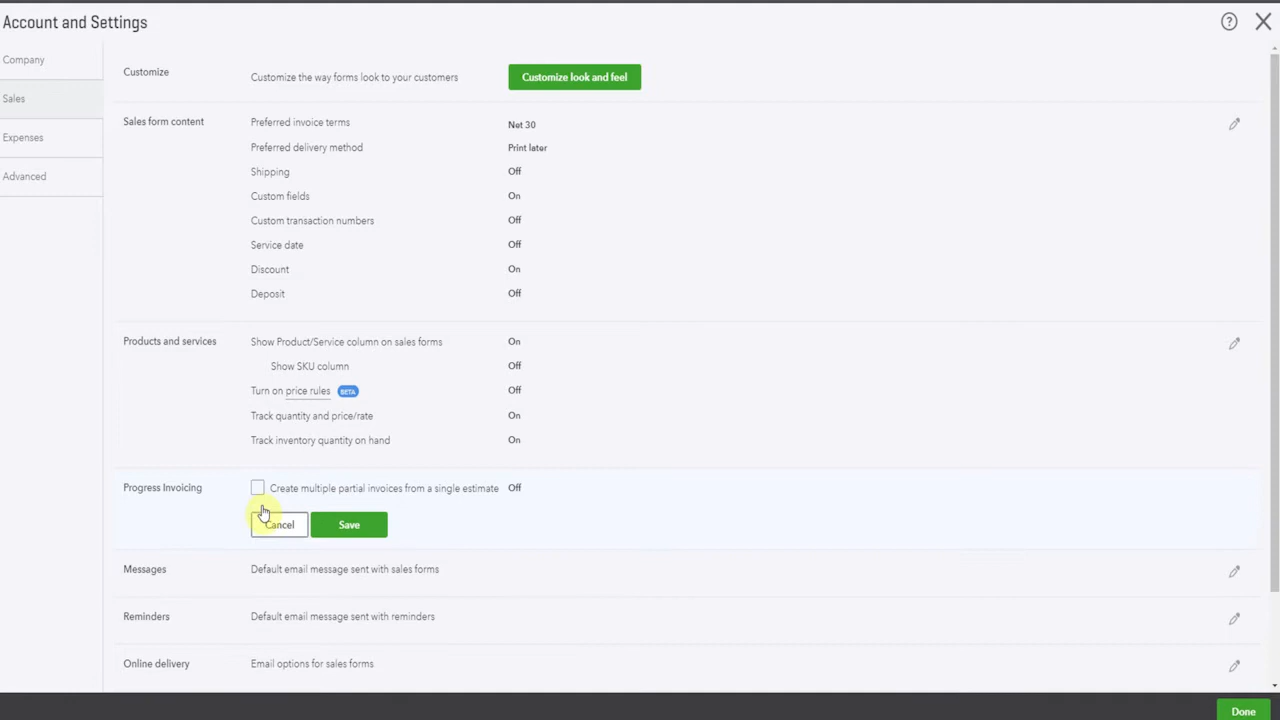 Account and Settings
Company
Sales
Expenses
Advanced
Customize
Customize the way forms look to your customers
Customize look and feel
Sales form content
Preferred invoice terms Net 30
Preferred delivery method Print later
Shipping Off
Custom fields On
Custom transaction numbers Off
Service date Off
Discount On
Deposit Off
Products and services
Show Product/Service column on sales forms On
Show SKU column Off
Turn on price rules BETA Off
Track quantity and price/rate On
Track inventory quantity on hand On
Progress Invoicing
Create multiple partial invoices from a single estimate Off
Cancel Save
Messages Default email message sent with sales forms
Reminders Default email message sent with reminders
Online delivery Email options for sales forms
Done